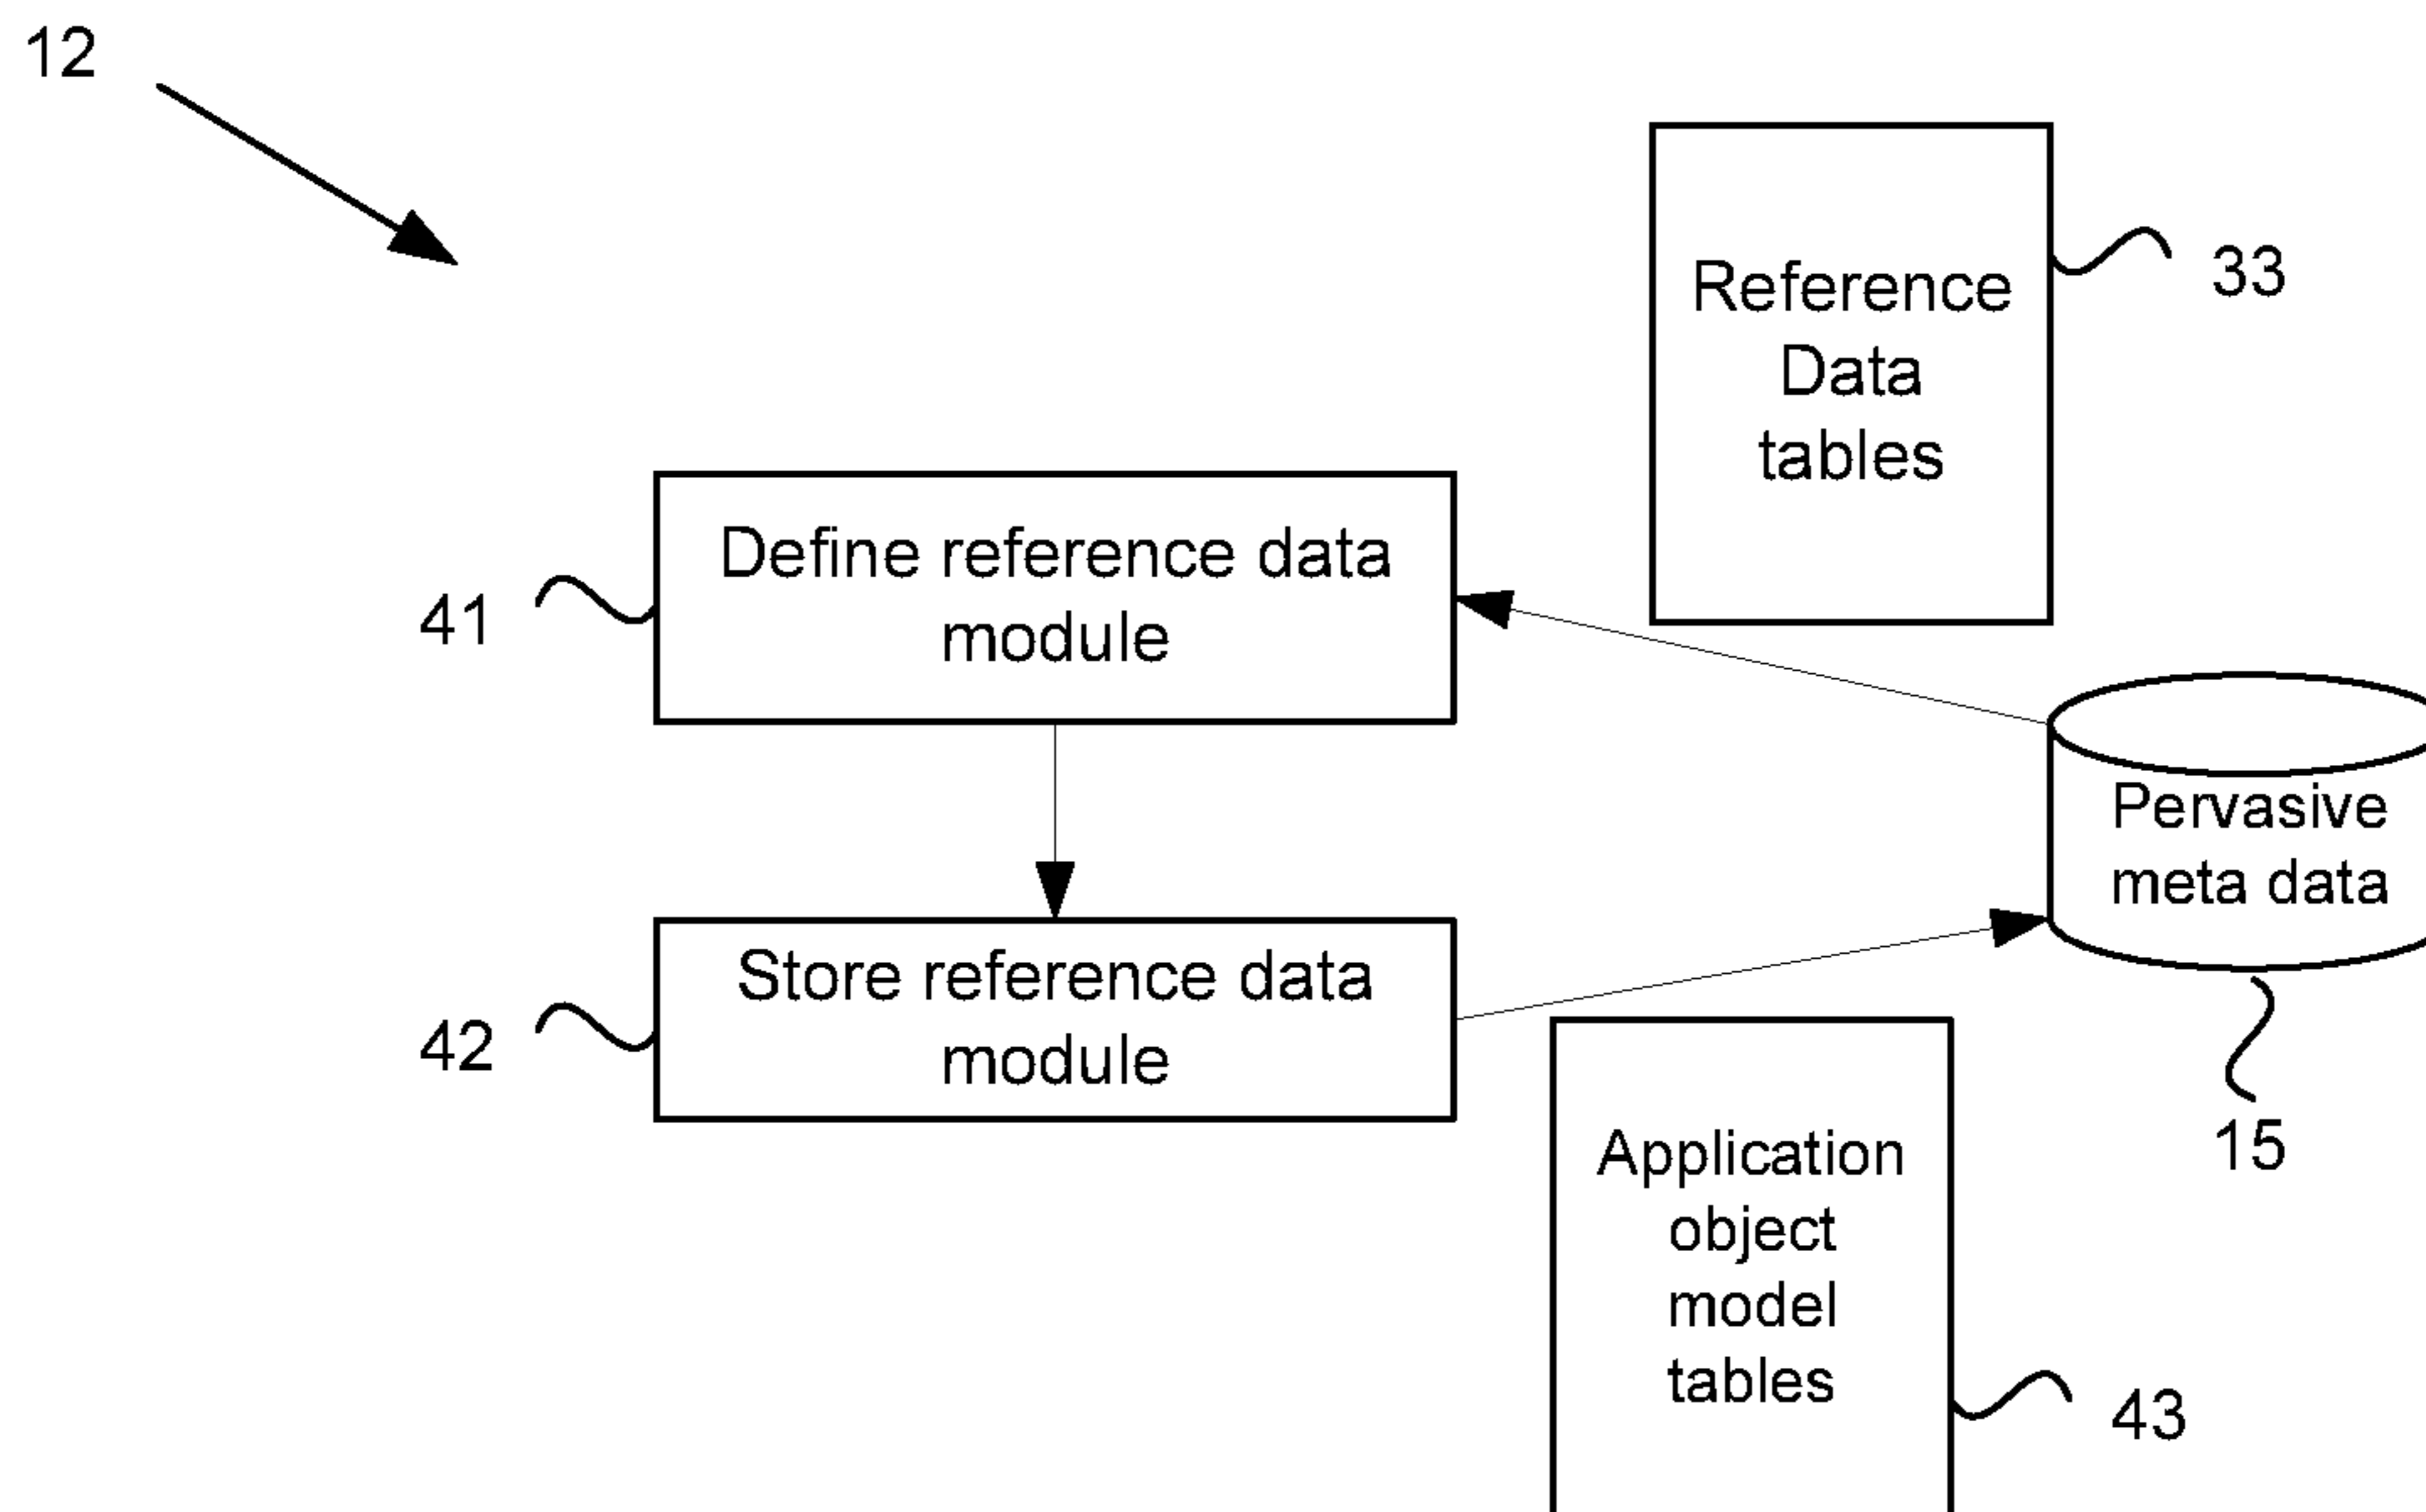 12
Reference
Data
tables
33
Define reference data
module
41
Pervasive
meta data
Store reference data
module
42
15
Application
object
model
tables
43